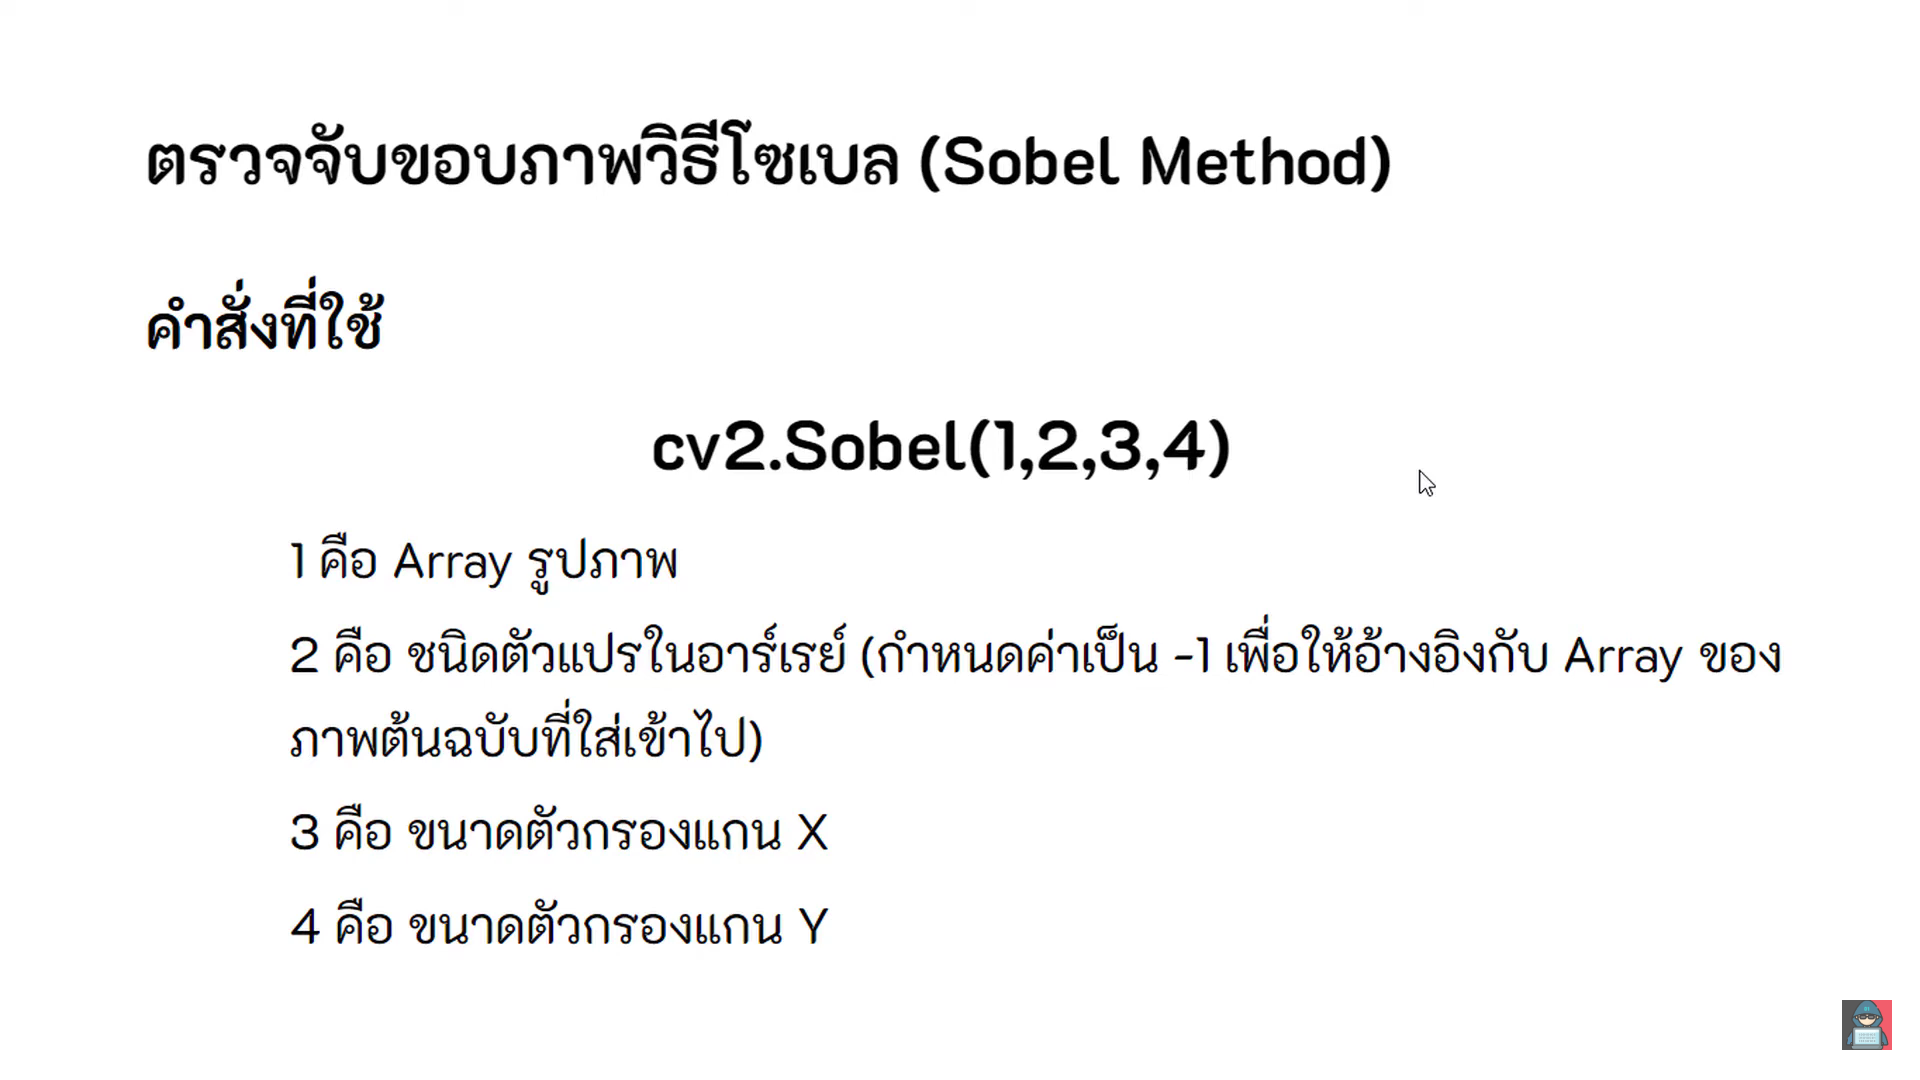 ตรวจจับขอบภาพวิธีโซเบล (Sobel Method)
คำสั่งที่ใช้
cv2.Sobel(1,2,3,4)
1 คือ Array รูปภาพ
2 คือ ชนิดตัวแปรในอาร์เรย์ (กำหนดค่าเป็น -1 เพื่อให้อ้างอิงกับ Array ของ
ภาพต้นฉบับที่ใส่เข้าไป)
3 คือ ขนาดตัวกรองแกน X
4 คือ ขนาดตัวกรองแกน Y